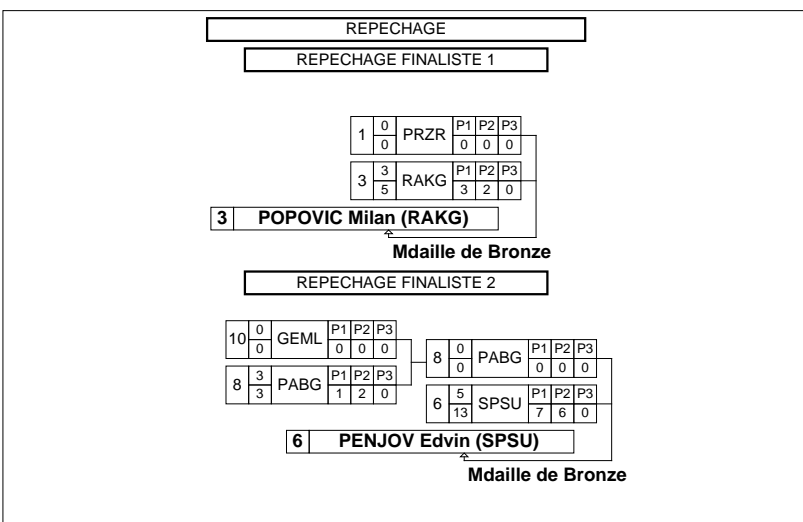 REPECHAGE
REPECHAGE FINALISTE 1
1 0 0 PRZR P1 P2 P3 0 0 0
3 3 5 RAKG P1 P2 P3 3 2 0
3 POPOVIC Milan (RAKG)
Mdaille de Bronze
REPECHAGE FINALISTE 2
10 0 0 GEML P1 P2 P3 0 0 0
8 3 3 PABG P1 P2 P3 1 2 0
8 0 0 PABG P1 P2 P3 0 0 0
6 5 13 SPSU P1 P2 P3 7 6 0
6 PENJOV Edvin (SPSU)
Mdaille de Bronze